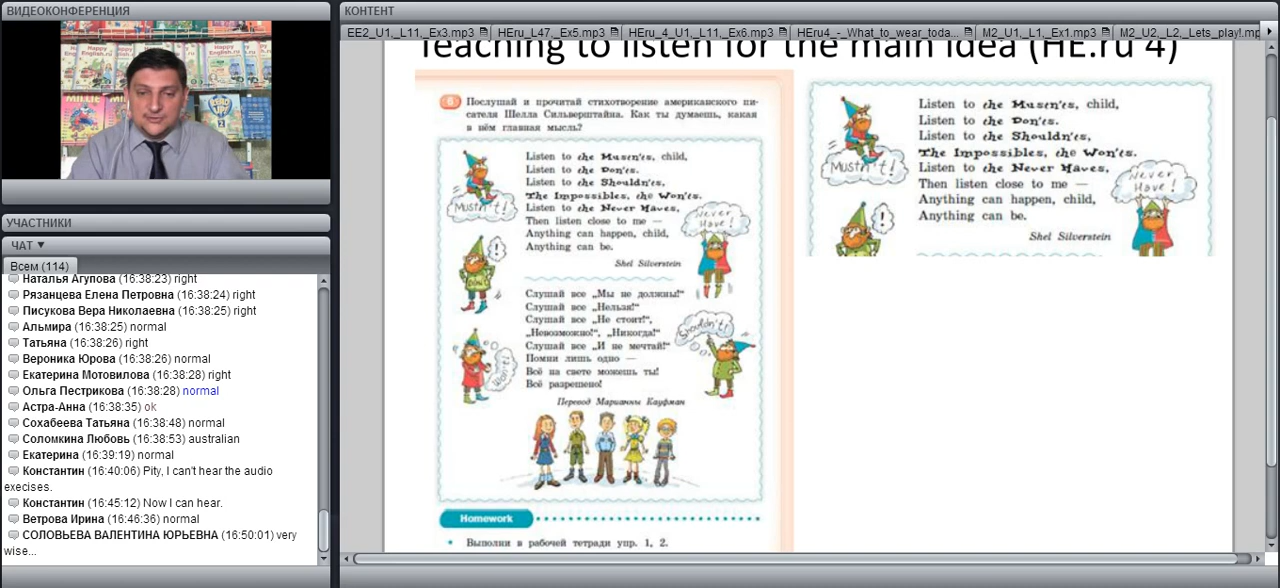 ВИДЕОКОНФЕРЕНЦИЯ
Happy English.ru
MILLIE
УЧАСТНИКИ
ЧАТ ▼
Всем (114)
Наталья Агупова (16:38:23) right
Рязанцева Елена Петровна (16:38:24) right
Писукова Вера Николаевна (16:38:25) right
Альмира (16:38:25) normal
Татьяна (16:38:26) right
Вероника Юрова (16:38:26) normal
Екатерина Мотовилова (16:38:28) right
Ольга Пестрикова (16:38:28) normal
Астра-Анна (16:38:35) ok
Сохабеева Татьяна (16:38:48) normal
Соломкина Любовь (16:38:53) australian
Екатерина (16:39:19) normal
Константин (16:40:06) Pity, I can't hear the audio
execises.
Константин (16:45:12) Now I can hear.
Ветрова Ирина (16:46:36) normal
СОЛОВЬЕВА ВАЛЕНТИНА ЮРЬЕВНА (16:50:01) very
wise...
КОНТЕНТ
EE2_U1,_L11,_Ex3.mp3 HEru_L47,_Ex5.mp3 HEru_4_U1,_L11,_Ex6.mp3 HEru4_-_What_to_wear_toda... M2_U1,_L1,_Ex1.mp3 M2_U2,_L2,_Lets_play!.mp
Teaching to listen for the main idea (HE.ru 4)
6 Послушай и прочитай стихотворение американского пи-
сателя Шелла Сильверштайна. Как ты думаешь, какая
в нём главная мысль?
Listen to the Mustn'ts, child,
Listen to the Don'ts.
Listen to the Shouldn'ts,
The Impossibles, the Won'ts.
Listen to the Never Haves,
Then listen close to me —
Anything can happen, child,
Anything can be.
Shel Silverstein
Mustn't!
Never Have!
!
DON'T
Слушай все „Мы не должны!"
Слушай все „Нельзя!"
Слушай все „Не стоит!",
„Невозможно!", „Никогда!"
Слушай все „И не мечтай!"
Помни лишь одно —
Всё на свете можешь ты!
Всё разрешено!
Перевод Марианны Кауфман
Shouldn't!
Won't!
Homework
• Выполни в рабочей тетради упр. 1, 2.
Listen to the Mustn'ts, child,
Listen to the Don'ts.
Listen to the Shouldn'ts,
The Impossibles, the Won'ts.
Listen to the Never Haves,
Then listen close to me —
Anything can happen, child,
Anything can be.
Shel Silverstein
Mustn't!
Never Have!
!